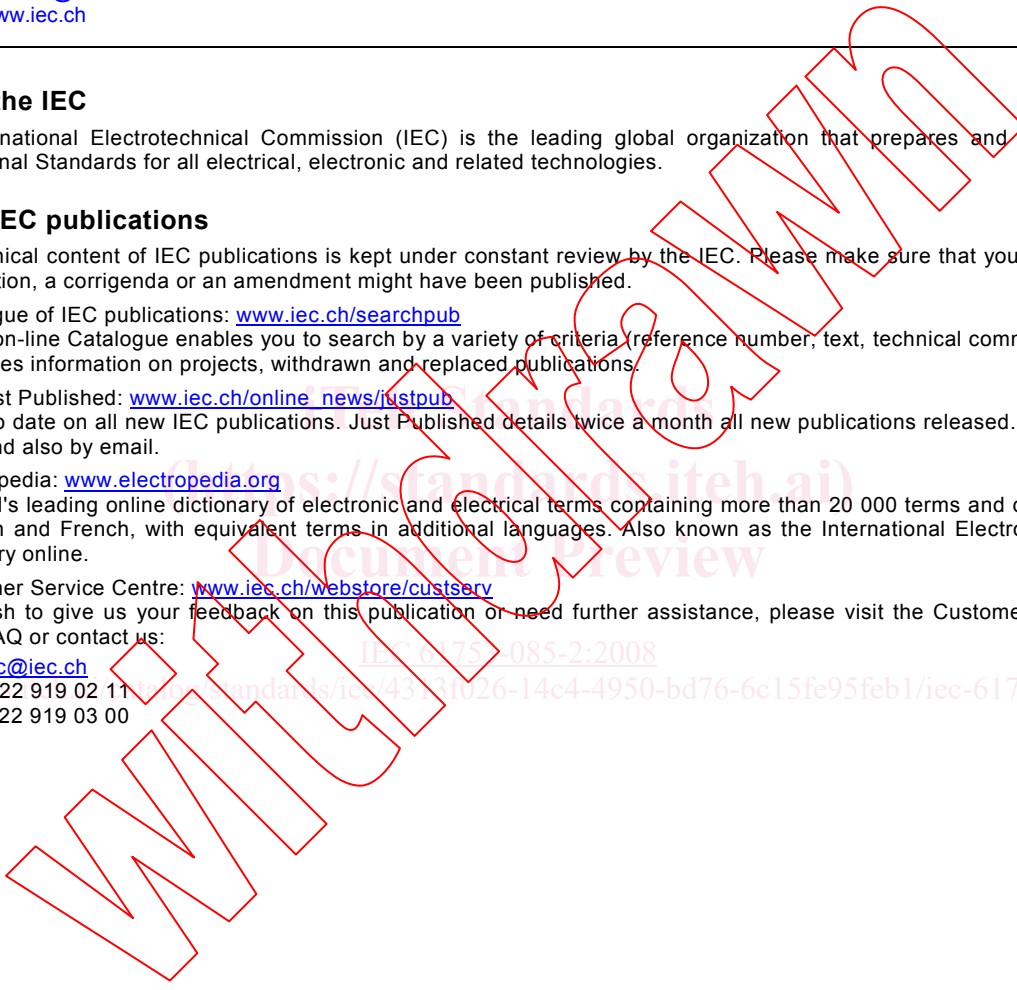 ww.iec.ch
the IEC
rnational Electrotechnical Commission (IEC) is the leading global organization that prepares and
nal Standards for all electrical, electronic and related technologies.
EC publications
nical content of IEC publications is kept under constant review by the IEC. Please make sure that you
tion, a corrigenda or an amendment might have been published.
gue of IEC publications: www.iec.ch/searchpub
on-line Catalogue enables you to search by a variety of criteria (reference number, text, technical comm
es information on projects, withdrawn and replaced publications.
st Published: www.iec.ch/online_news/justpub
o date on all new IEC publications. Just Published details twice a month all new publications released.
nd also by email.
pedia: www.electropedia.org
d's leading online dictionary of electronic and electrical terms containing more than 20 000 terms and d
h and French, with equivalent terms in additional languages. Also known as the International Electro
ry online.
mer Service Centre: www.iec.ch/webstore/custserv
sh to give us your feedback on this publication or need further assistance, please visit the Custome
AQ or contact us:
c@iec.ch
22 919 02 11
22 919 03 00
iTeh Standards
(https://standards.iteh.ai)
Document Preview
IEC 61754-085-2:2008
/catalog/standards/iec/4313f026-14c4-4950-bd76-6c15fe95feb1/iec-617
withdrawn